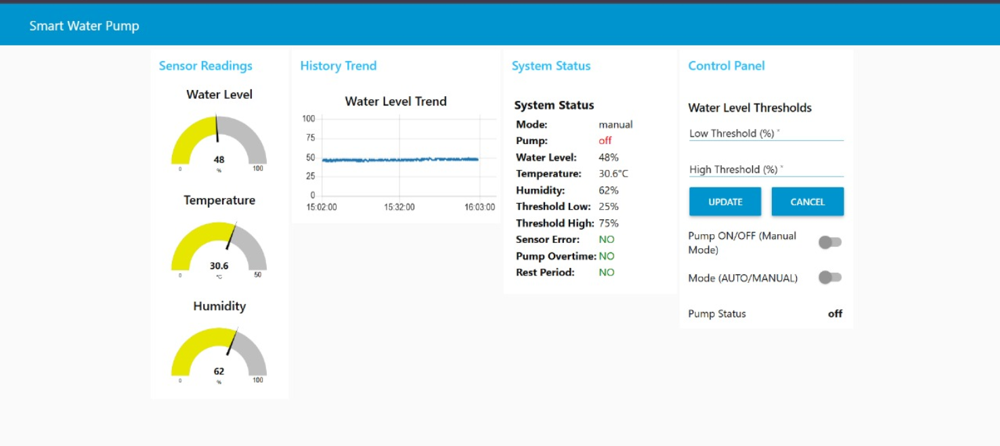 Smart Water Pump
Sensor Readings
Water Level
48
%
0
100
Temperature
30.6
°C
0
50
Humidity
62
%
0
100
History Trend
Water Level Trend
100
75
50
25
0
15:02:00
15:32:00
16:03:00
System Status
System Status
Mode: manual
Pump: off
Water Level: 48%
Temperature: 30.6°C
Humidity: 62%
Threshold Low: 25%
Threshold High: 75%
Sensor Error: NO
Pump Overtime: NO
Rest Period: NO
Control Panel
Water Level Thresholds
Low Threshold (%) *
High Threshold (%) *
UPDATE CANCEL
Pump ON/OFF (Manual
Mode)
Mode (AUTO/MANUAL)
Pump Status off